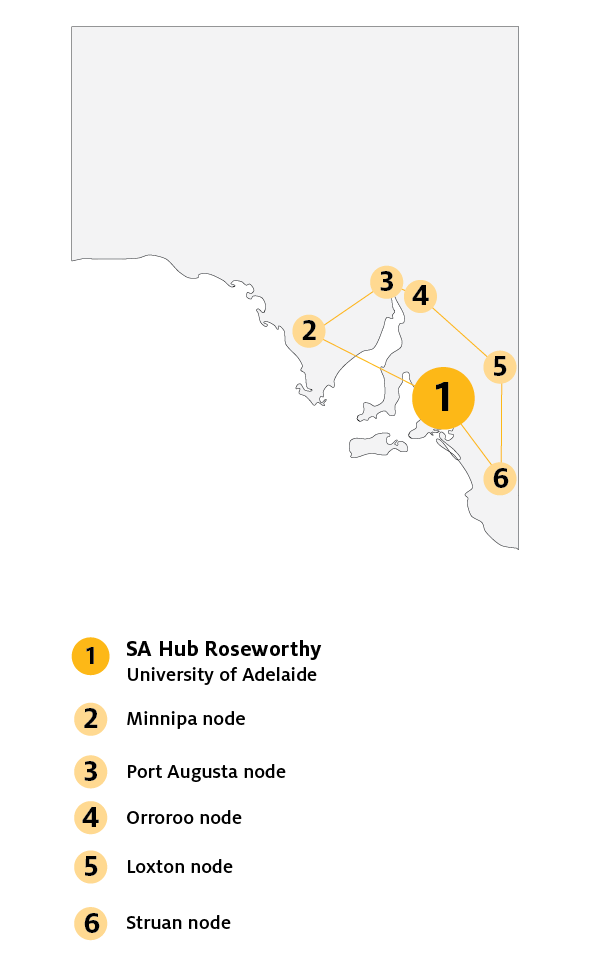 3
4
2
5
1
6
1 SA Hub Roseworthy
University of Adelaide
2 Minnipa node
3 Port Augusta node
4 Orroroo node
5 Loxton node
6 Struan node